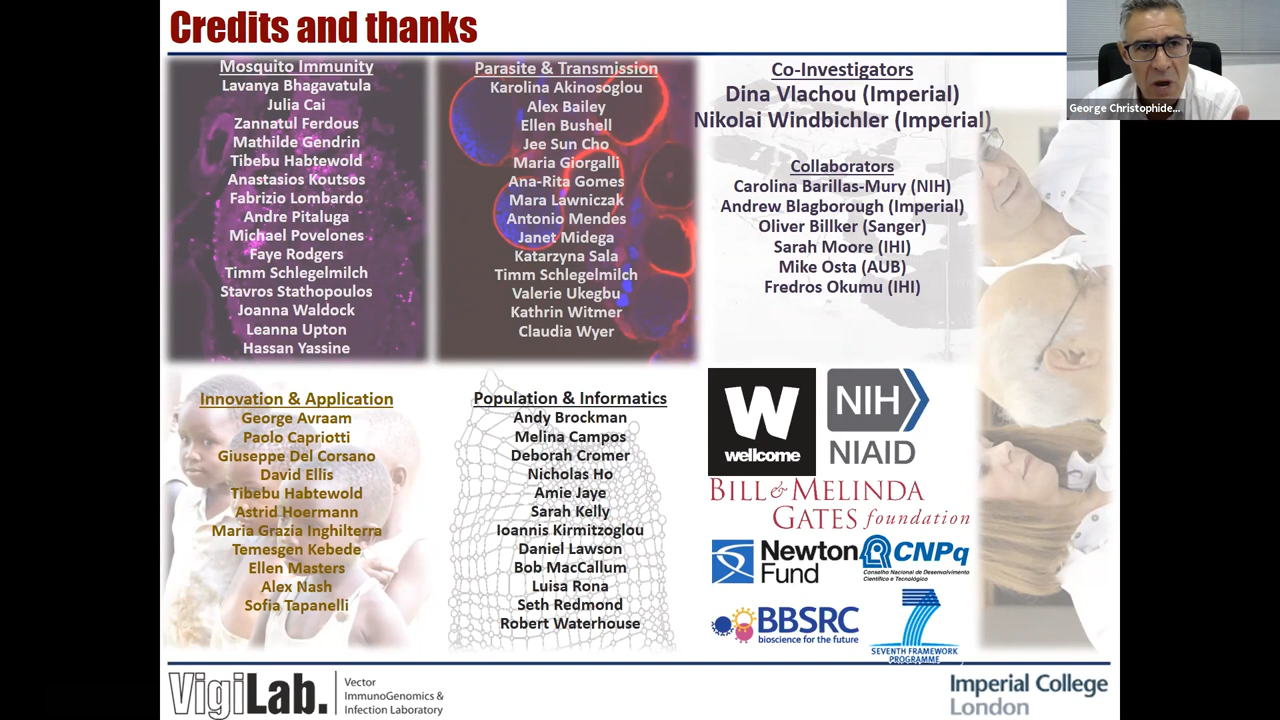 Credits and thanks
George Christophide...
Mosquito Immunity
Lavanya Bhagavatula
Julia Cai
Zannatul Ferdous
Mathilde Gendrin
Tibebu Habtewold
Anastasios Koutsos
Fabrizio Lombardo
Andre Pitaluga
Michael Povelones
Faye Rodgers
Timm Schlegelmilch
Stavros Stathopoulos
Joanna Waldock
Leanna Upton
Hassan Yassine
Parasite & Transmission
Karolina Akinosoglou
Alex Bailey
Ellen Bushell
Jee Sun Cho
Maria Giorgalli
Ana-Rita Gomes
Mara Lawniczak
Antonio Mendes
Janet Midega
Katarzyna Sala
Timm Schlegelmilch
Valerie Ukegbu
Kathrin Witmer
Claudia Wyer
Co-Investigators
Dina Vlachou (Imperial)
Nikolai Windbichler (Imperial)
Collaborators
Carolina Barillas-Mury (NIH)
Andrew Blagborough (Imperial)
Oliver Billker (Sanger)
Sarah Moore (IHI)
Mike Osta (AUB)
Fredros Okumu (IHI)
Innovation & Application
George Avraam
Paolo Capriotti
Giuseppe Del Corsano
David Ellis
Tibebu Habtewold
Astrid Hoermann
Maria Grazia Inghilterra
Temesgen Kebede
Ellen Masters
Alex Nash
Sofia Tapanelli
Population & Informatics
Andy Brockman
Melina Campos
Deborah Cromer
Nicholas Ho
Amie Jaye
Sarah Kelly
Ioannis Kirmitzoglou
Daniel Lawson
Bob MacCallum
Luisa Rona
Seth Redmond
Robert Waterhouse
W
wellcome
NIH
NIAID
BILL & MELINDA
GATES foundation
Newton
Fund
CNPq
Conselho Nacional de Desenvolvimento
Científico e Tecnológico
BBSRC
bioscience for the future
7
SEVENTH FRAMEWORK
PROGRAMME
VigiLab.
Vector
ImmunoGenomics &
Infection Laboratory
Imperial College
London